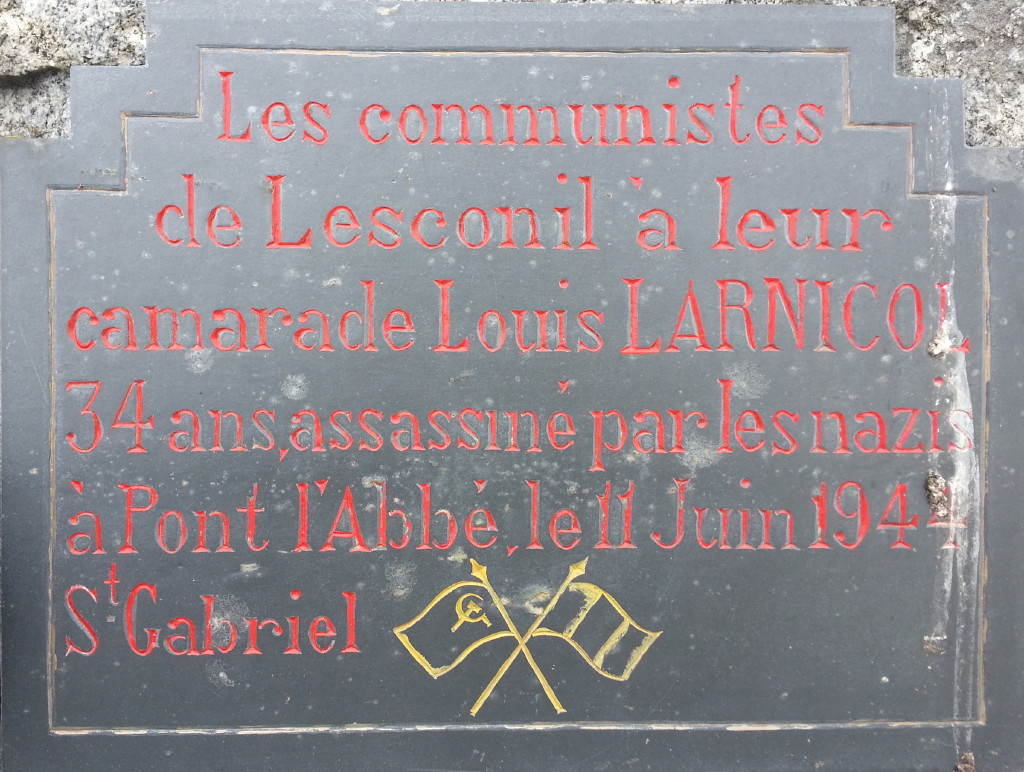 Les communistes
de Lesconil à leur
camarade Louis LARNICOL
34 ans, assassiné par les nazis
à Pont l'Abbé, le 11 Juin 1944
St Gabriel